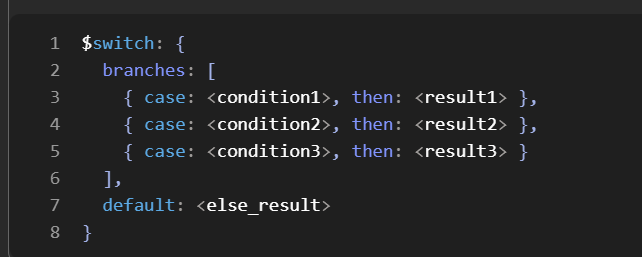 1 $switch: {
2 branches: [
3 { case: <condition1>, then: <result1> },
4 { case: <condition2>, then: <result2> },
5 { case: <condition3>, then: <result3> }
6 ],
7 default: <else_result>
8 }